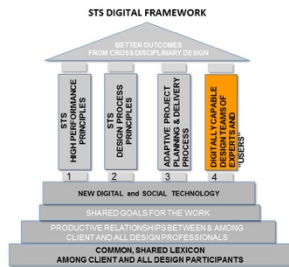 STS DIGITAL FRAMEWORK
BETTER OUTCOMES
FROM CROSS DISCIPLINARY DESIGN
STS
HIGH PERFORMANCE
PRINCIPLES
1
STS
DESIGN PROCESS
PRINCIPLES
2
ADAPTIVE PROJECT
PLANNING & DELIVERY
PROCESS
3
DIGITALLY CAPABLE
DESIGN TEAMS OF
EXPERTS AND
"USERS"
4
NEW DIGITAL and SOCIAL TECHNOLOGY
SHARED GOALS FOR THE WORK
PRODUCTIVE RELATIONSHIPS BETWEEN & AMONG
CLIENT AND ALL DESIGN PROFESSIONALS
COMMON, SHARED LEXICON
AMONG CLIENT AND ALL DESIGN PARTICIPANTS